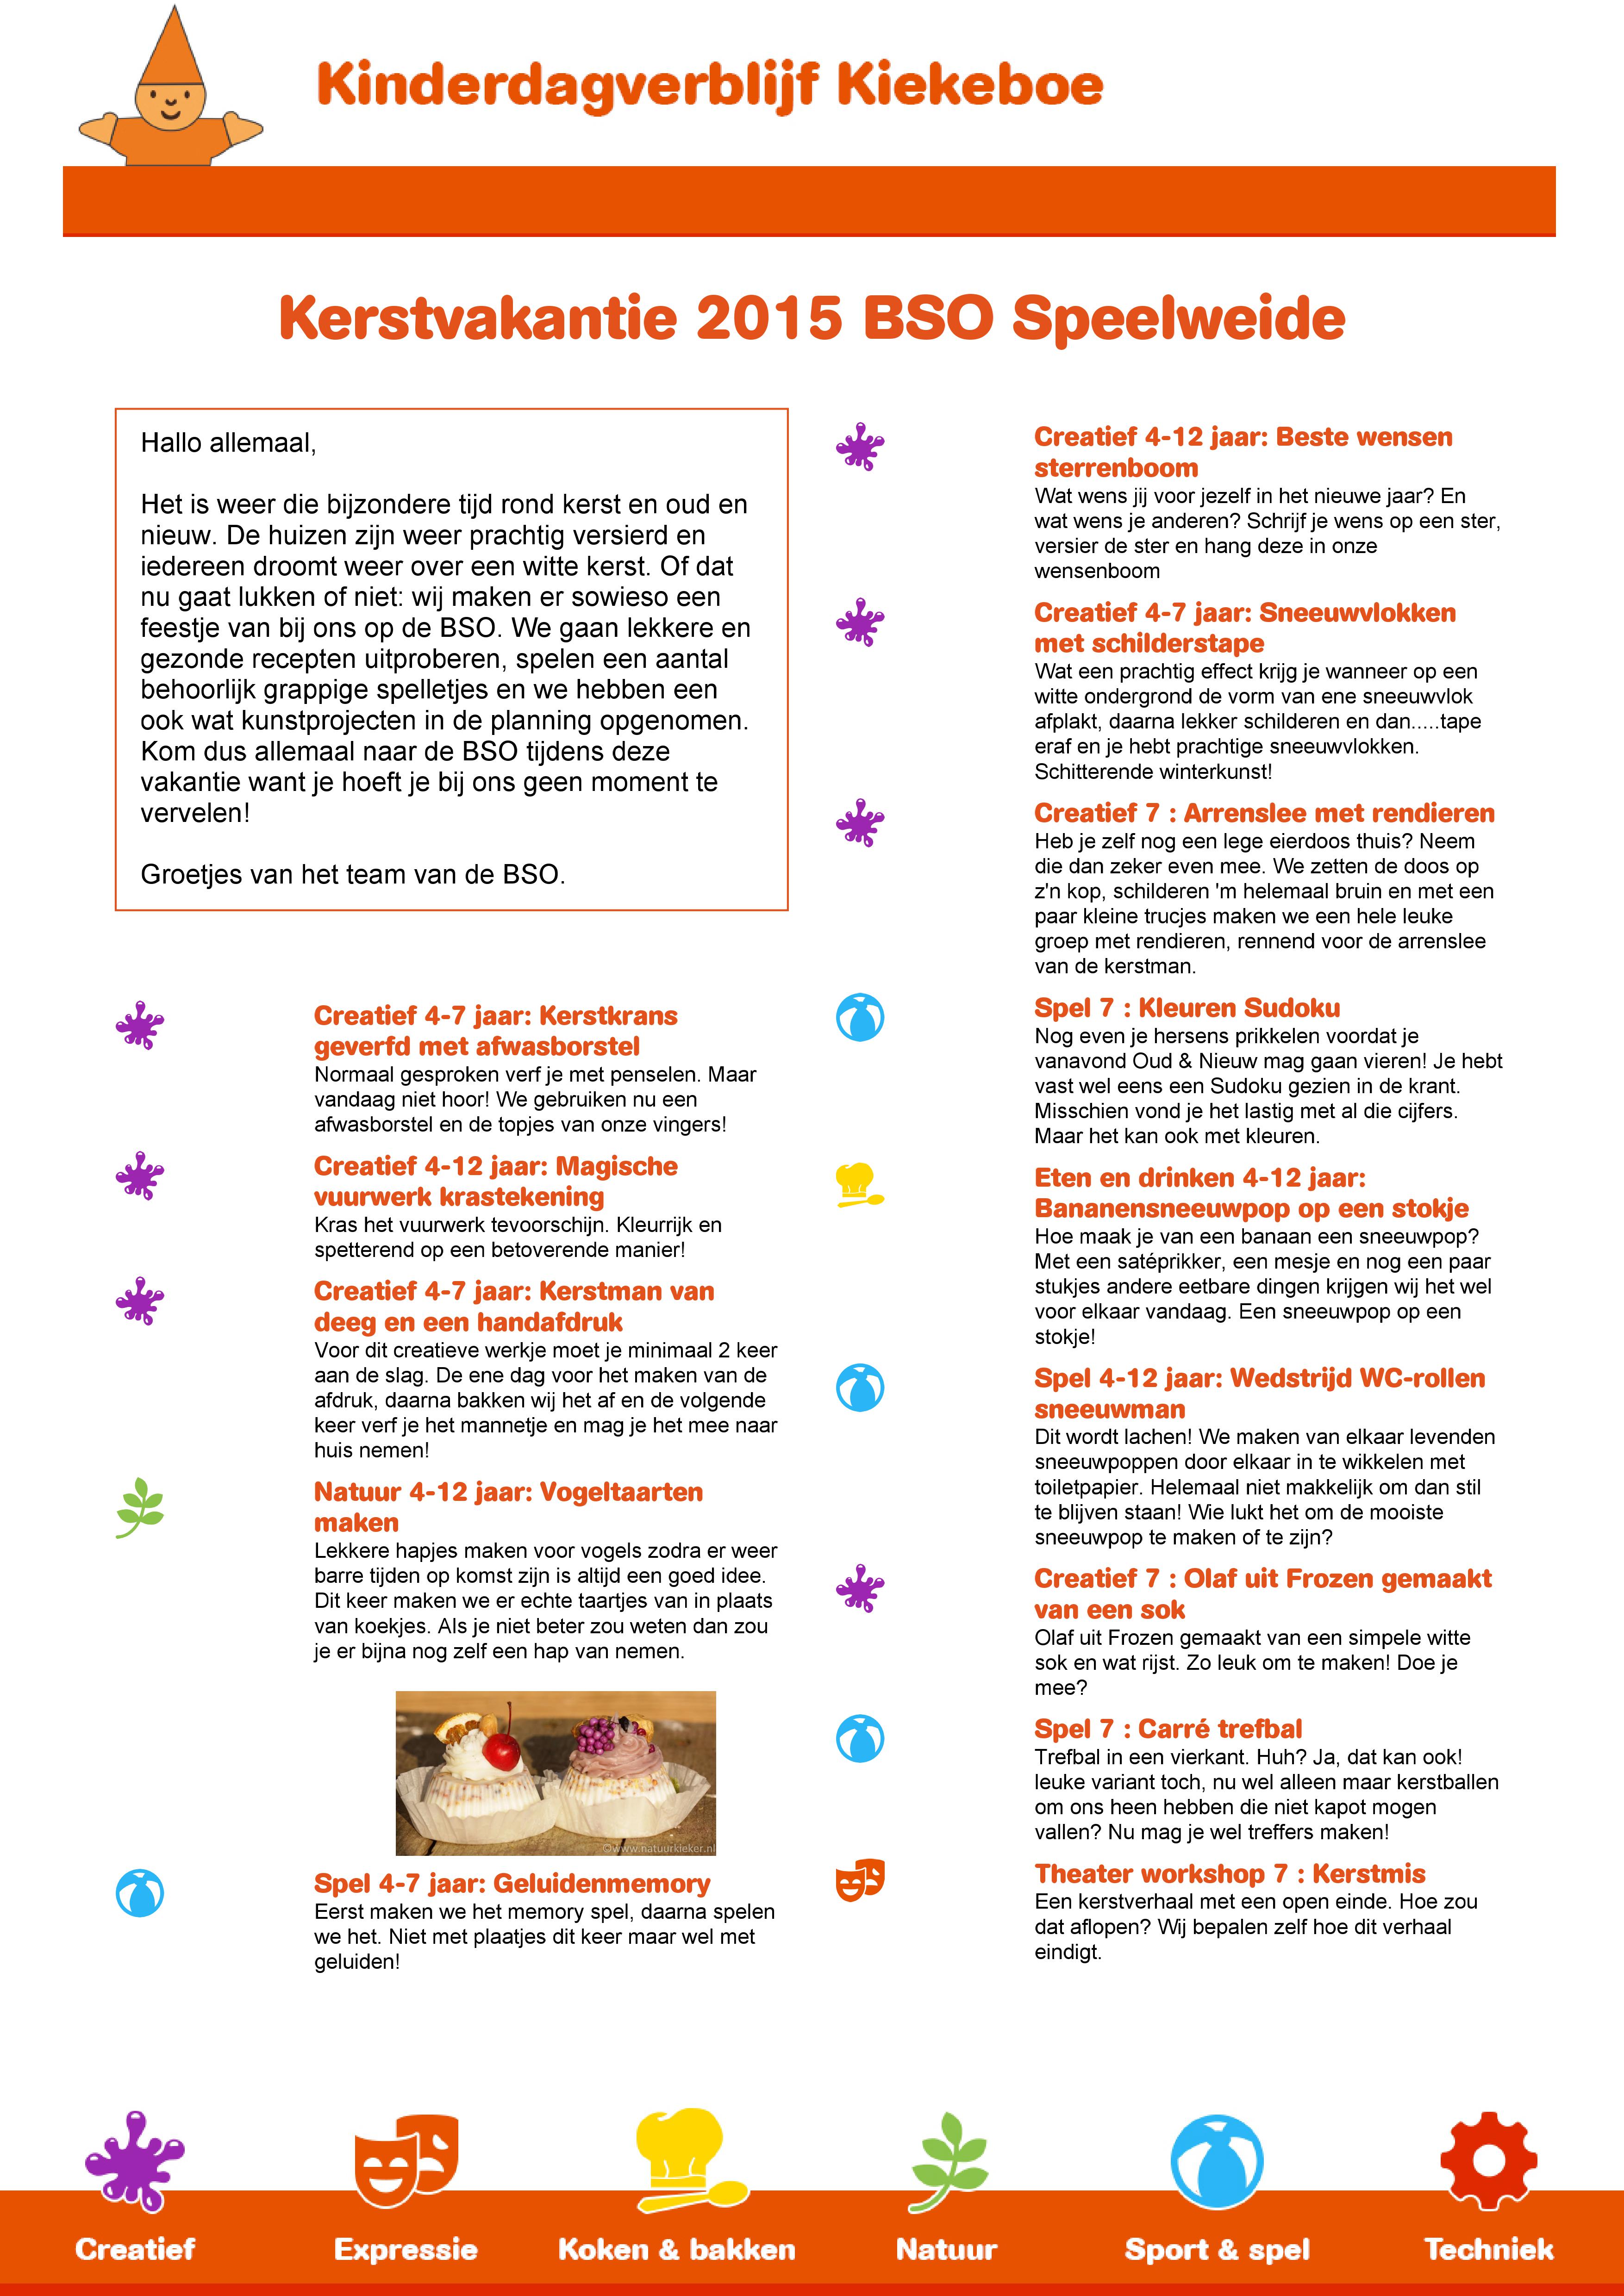 Kinderdagverblijf Kiekeboe
Kerstvakantie 2015 BSO Speelweide
Hallo allemaal,
Het is weer die bijzondere tijd rond kerst en oud en
nieuw. De huizen zijn weer prachtig versierd en
iedereen droomt weer over een witte kerst. Of dat
nu gaat lukken of niet: wij maken er sowieso een
feestje van bij ons op de BSO. We gaan lekkere en
gezonde recepten uitproberen, spelen een aantal
behoorlijk grappige spelletjes en we hebben een
ook wat kunstprojecten in de planning opgenomen.
Kom dus allemaal naar de BSO tijdens deze
vakantie want je hoeft je bij ons geen moment te
vervelen!
Groetjes van het team van de BSO.
Creatief 4-7 jaar: Kerstkrans
geverfd met afwasborstel
Normaal gesproken verf je met penselen. Maar
vandaag niet hoor! We gebruiken nu een
afwasborstel en de topjes van onze vingers!
Creatief 4-12 jaar: Magische
vuurwerk krastekening
Kras het vuurwerk tevoorschijn. Kleurrijk en
spetterend op een betoverende manier!
Creatief 4-7 jaar: Kerstman van
deeg en een handafdruk
Voor dit creatieve werkje moet je minimaal 2 keer
aan de slag. De ene dag voor het maken van de
afdruk, daarna bakken wij het af en de volgende
keer verf je het mannetje en mag je het mee naar
huis nemen!
Natuur 4-12 jaar: Vogeltaarten
maken
Lekkere hapjes maken voor vogels zodra er weer
barre tijden op komst zijn is altijd een goed idee.
Dit keer maken we er echte taartjes van in plaats
van koekjes. Als je niet beter zou weten dan zou
je er bijna nog zelf een hap van nemen.
©www.natuurkieker.nl
Spel 4-7 jaar: Geluidenmemory
Eerst maken we het memory spel, daarna spelen
we het. Niet met plaatjes dit keer maar wel met
geluiden!
Creatief 4-12 jaar: Beste wensen
sterrenboom
Wat wens jij voor jezelf in het nieuwe jaar? En
wat wens je anderen? Schrijf je wens op een ster,
versier de ster en hang deze in onze
wensenboom
Creatief 4-7 jaar: Sneeuwvlokken
met schilderstape
Wat een prachtig effect krijg je wanneer op een
witte ondergrond de vorm van ene sneeuwvlok
afplakt, daarna lekker schilderen en dan.....tape
eraf en je hebt prachtige sneeuwvlokken.
Schitterende winterkunst!
Creatief 7 : Arrenslee met rendieren
Heb je zelf nog een lege eierdoos thuis? Neem
die dan zeker even mee. We zetten de doos op
z'n kop, schilderen 'm helemaal bruin en met een
paar kleine trucjes maken we een hele leuke
groep met rendieren, rennend voor de arrenslee
van de kerstman.
Spel 7 : Kleuren Sudoku
Nog even je hersens prikkelen voordat je
vanavond Oud & Nieuw mag gaan vieren! Je hebt
vast wel eens een Sudoku gezien in de krant.
Misschien vond je het lastig met al die cijfers.
Maar het kan ook met kleuren.
Eten en drinken 4-12 jaar:
Bananensneeuwpop op een stokje
Hoe maak je van een banaan een sneeuwpop?
Met een satéprikker, een mesje en nog een paar
stukjes andere eetbare dingen krijgen wij het wel
voor elkaar vandaag. Een sneeuwpop op een
stokje!
Spel 4-12 jaar: Wedstrijd WC-rollen
sneeuwman
Dit wordt lachen! We maken van elkaar levenden
sneeuwpoppen door elkaar in te wikkelen met
toiletpapier. Helemaal niet makkelijk om dan stil
te blijven staan! Wie lukt het om de mooiste
sneeuwpop te maken of te zijn?
Creatief 7 : Olaf uit Frozen gemaakt
van een sok
Olaf uit Frozen gemaakt van een simpele witte
sok en wat rijst. Zo leuk om te maken! Doe je
mee?
Spel 7 : Carré trefbal
Trefbal in een vierkant. Huh? Ja, dat kan ook!
leuke variant toch, nu wel alleen maar kerstballen
om ons heen hebben die niet kapot mogen
vallen? Nu mag je wel treffers maken!
Theater workshop 7 : Kerstmis
Een kerstverhaal met een open einde. Hoe zou
dat aflopen? Wij bepalen zelf hoe dit verhaal
eindigt.
Creatief
Expressie
Koken & bakken
Natuur
Sport & spel
Techniek